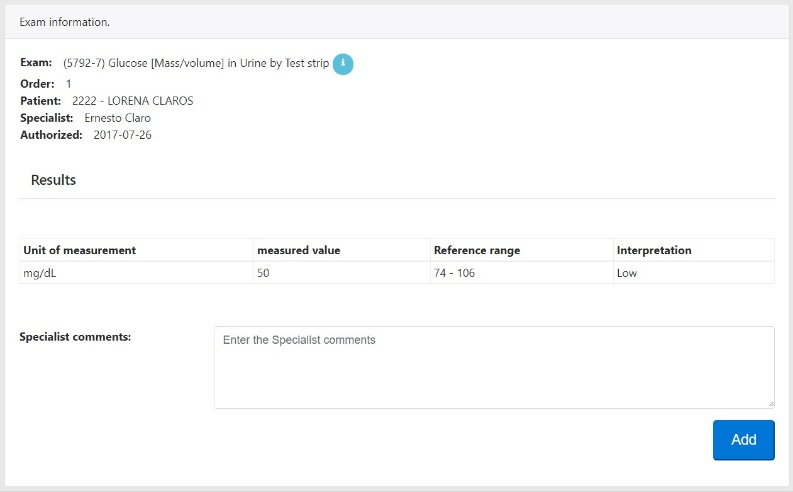 Exam information.
Exam: (5792-7) Glucose [Mass/volume] in Urine by Test strip i
Order: 1
Patient: 2222 - LORENA CLAROS
Specialist: Ernesto Claro
Authorized: 2017-07-26
Results
Unit of measurement measured value Reference range Interpretation
mg/dL 50 74 - 106 Low
Specialist comments: Enter the Specialist comments
Add